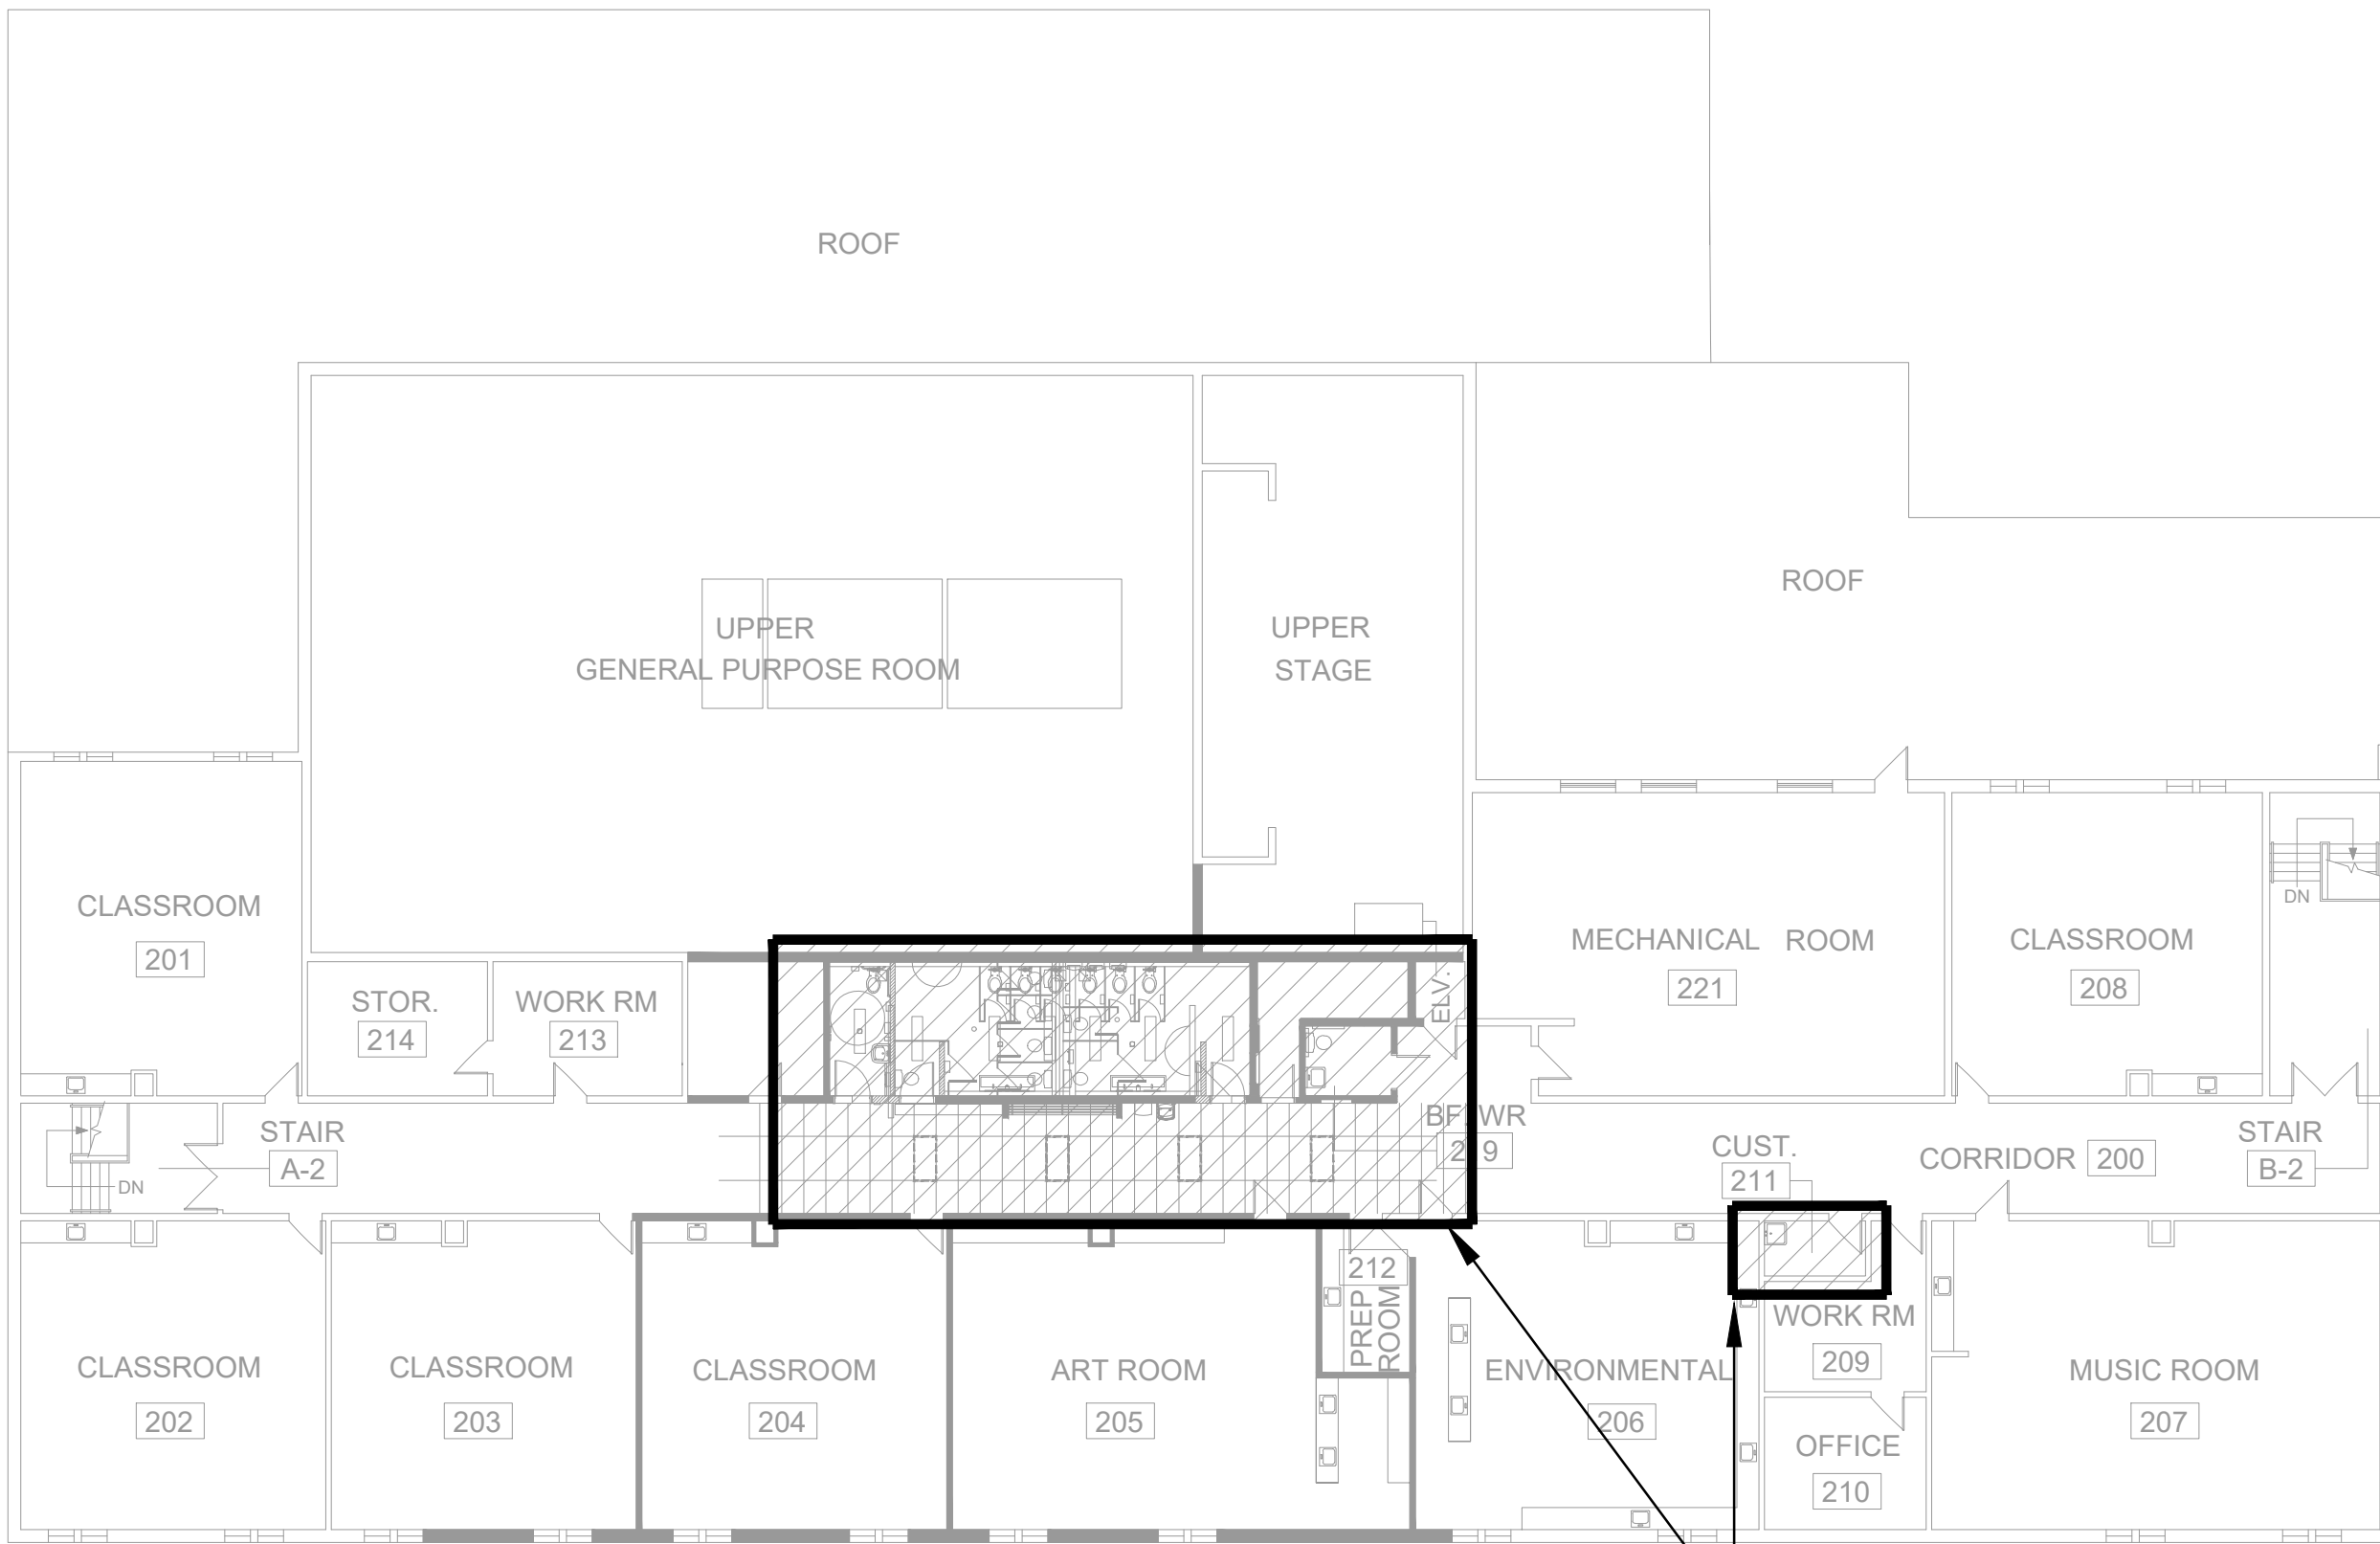 ROOF
ROOF
UPPER
GENERAL PURPOSE ROOM
UPPER
STAGE
CLASSROOM
201
STOR.
214
WORK RM
213
ELV.
MECHANICAL ROOM
221
CLASSROOM
208
DN
STAIR
A-2
DN
BF. WR
CUST.
211
CORRIDOR 200
STAIR
B-2
CLASSROOM
202
CLASSROOM
203
CLASSROOM
204
ART ROOM
205
212
PREP
ROOM
ENVIRONMENTAL
206
WORK RM
209
OFFICE
210
MUSIC ROOM
207